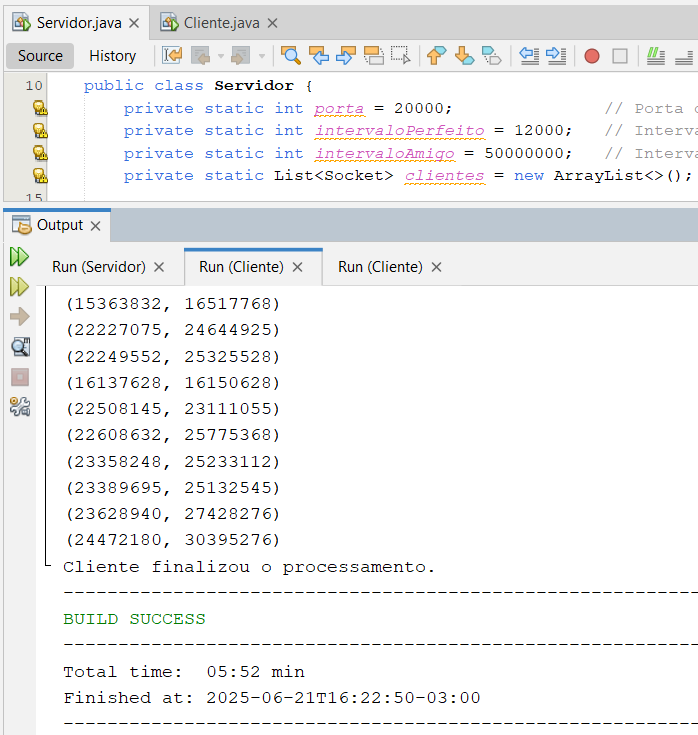 Servidor.java
Cliente.java
Source History
10 public class Servidor {
private static int porta = 20000; // Porta
private static int intervaloPerfeito = 12000; // Interva
private static int intervaloAmigo = 50000000; // Interva
private static List<Socket> clientes = new ArrayList<>();
15
Output
Run (Servidor) Run (Cliente) Run (Cliente)
(15363832, 16517768)
(22227075, 24644925)
(22249552, 25325528)
(16137628, 16150628)
(22508145, 23111055)
(22608632, 25775368)
(23358248, 25233112)
(23389695, 25132545)
(23628940, 27428276)
(24472180, 30395276)
Cliente finalizou o processamento.
------------------------------------------------------
BUILD SUCCESS
------------------------------------------------------
Total time: 05:52 min
Finished at: 2025-06-21T16:22:50-03:00
------------------------------------------------------